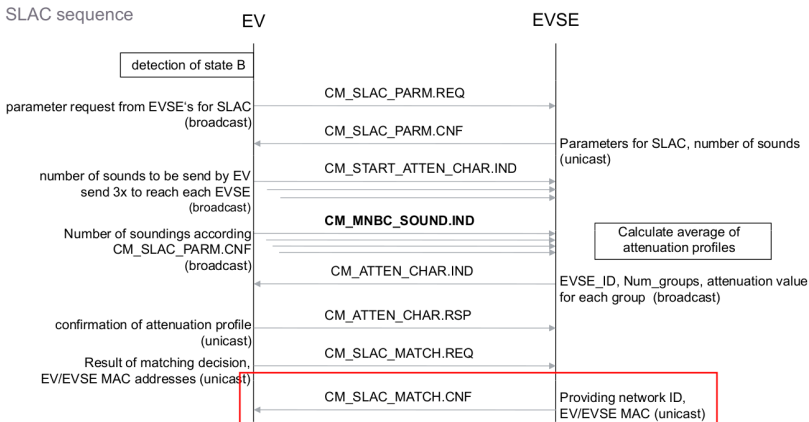 SLAC sequence
EV
EVSE
detection of state B
CM_SLAC_PARM.REQ
parameter request from EVSE's for SLAC
(broadcast)
CM_SLAC_PARM.CNF
Parameters for SLAC, number of sounds
(unicast)
CM_START_ATTEN_CHAR.IND
number of sounds to be send by EV
send 3x to reach each EVSE
(broadcast)
CM_MNBC_SOUND.IND
Number of soundings according
CM_SLAC_PARM.CNF
(broadcast)
Calculate average of
attenuation profiles
CM_ATTEN_CHAR.IND
EVSE_ID, Num_groups, attenuation value
for each group (broadcast)
CM_ATTEN_CHAR.RSP
confirmation of attenuation profile
(unicast)
CM_SLAC_MATCH.REQ
Result of matching decision,
EV/EVSE MAC addresses (unicast)
CM_SLAC_MATCH.CNF
Providing network ID,
EV/EVSE MAC (unicast)